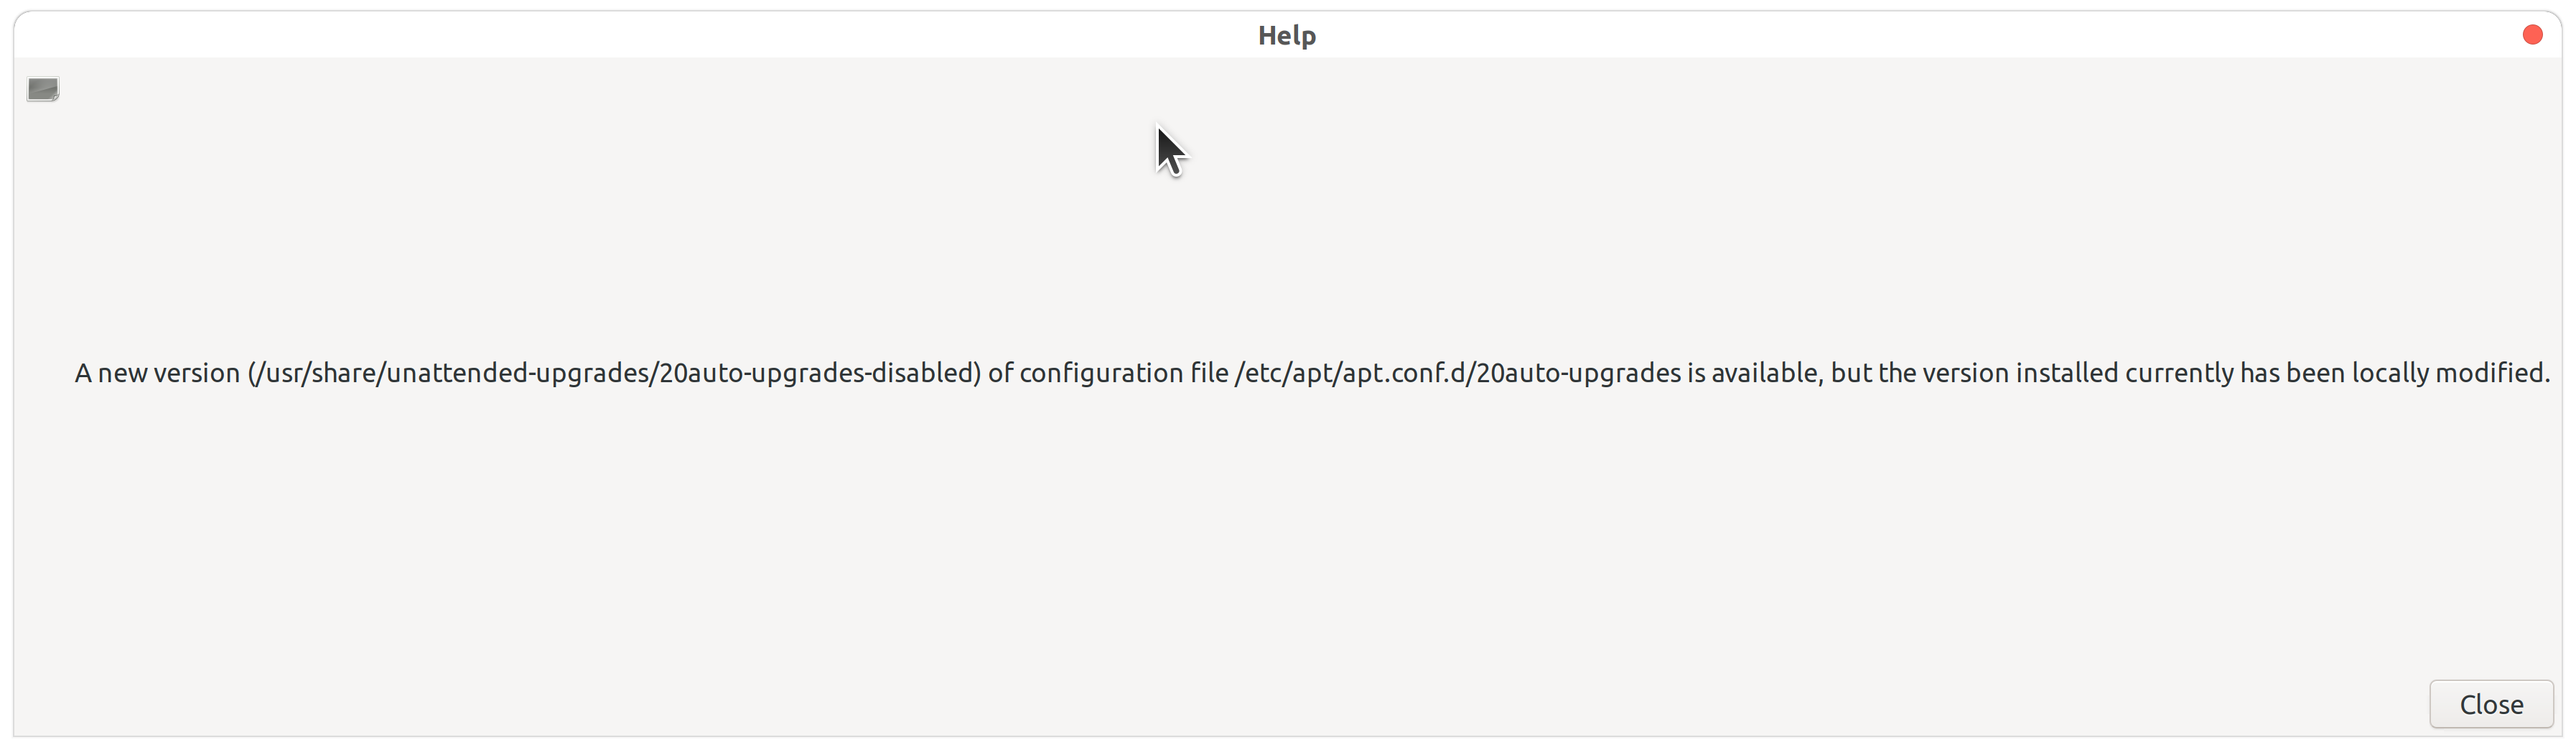 Help
A new version (/usr/share/unattended-upgrades/20auto-upgrades-disabled) of configuration file /etc/apt/apt.conf.d/20auto-upgrades is available, but the version installed currently has been locally modified.
Close